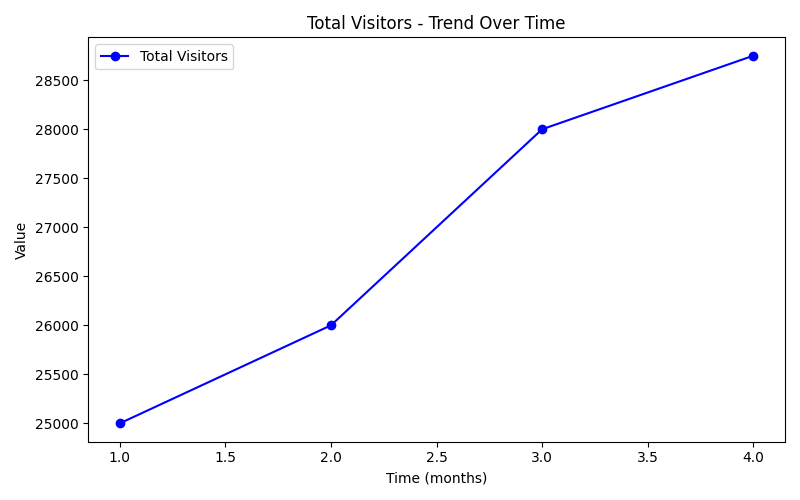 Total Visitors - Trend Over Time
Total Visitors
28500
28000
27500
27000
26500
26000
25500
25000
Value
1.0 1.5 2.0 2.5 3.0 3.5 4.0
Time (months)